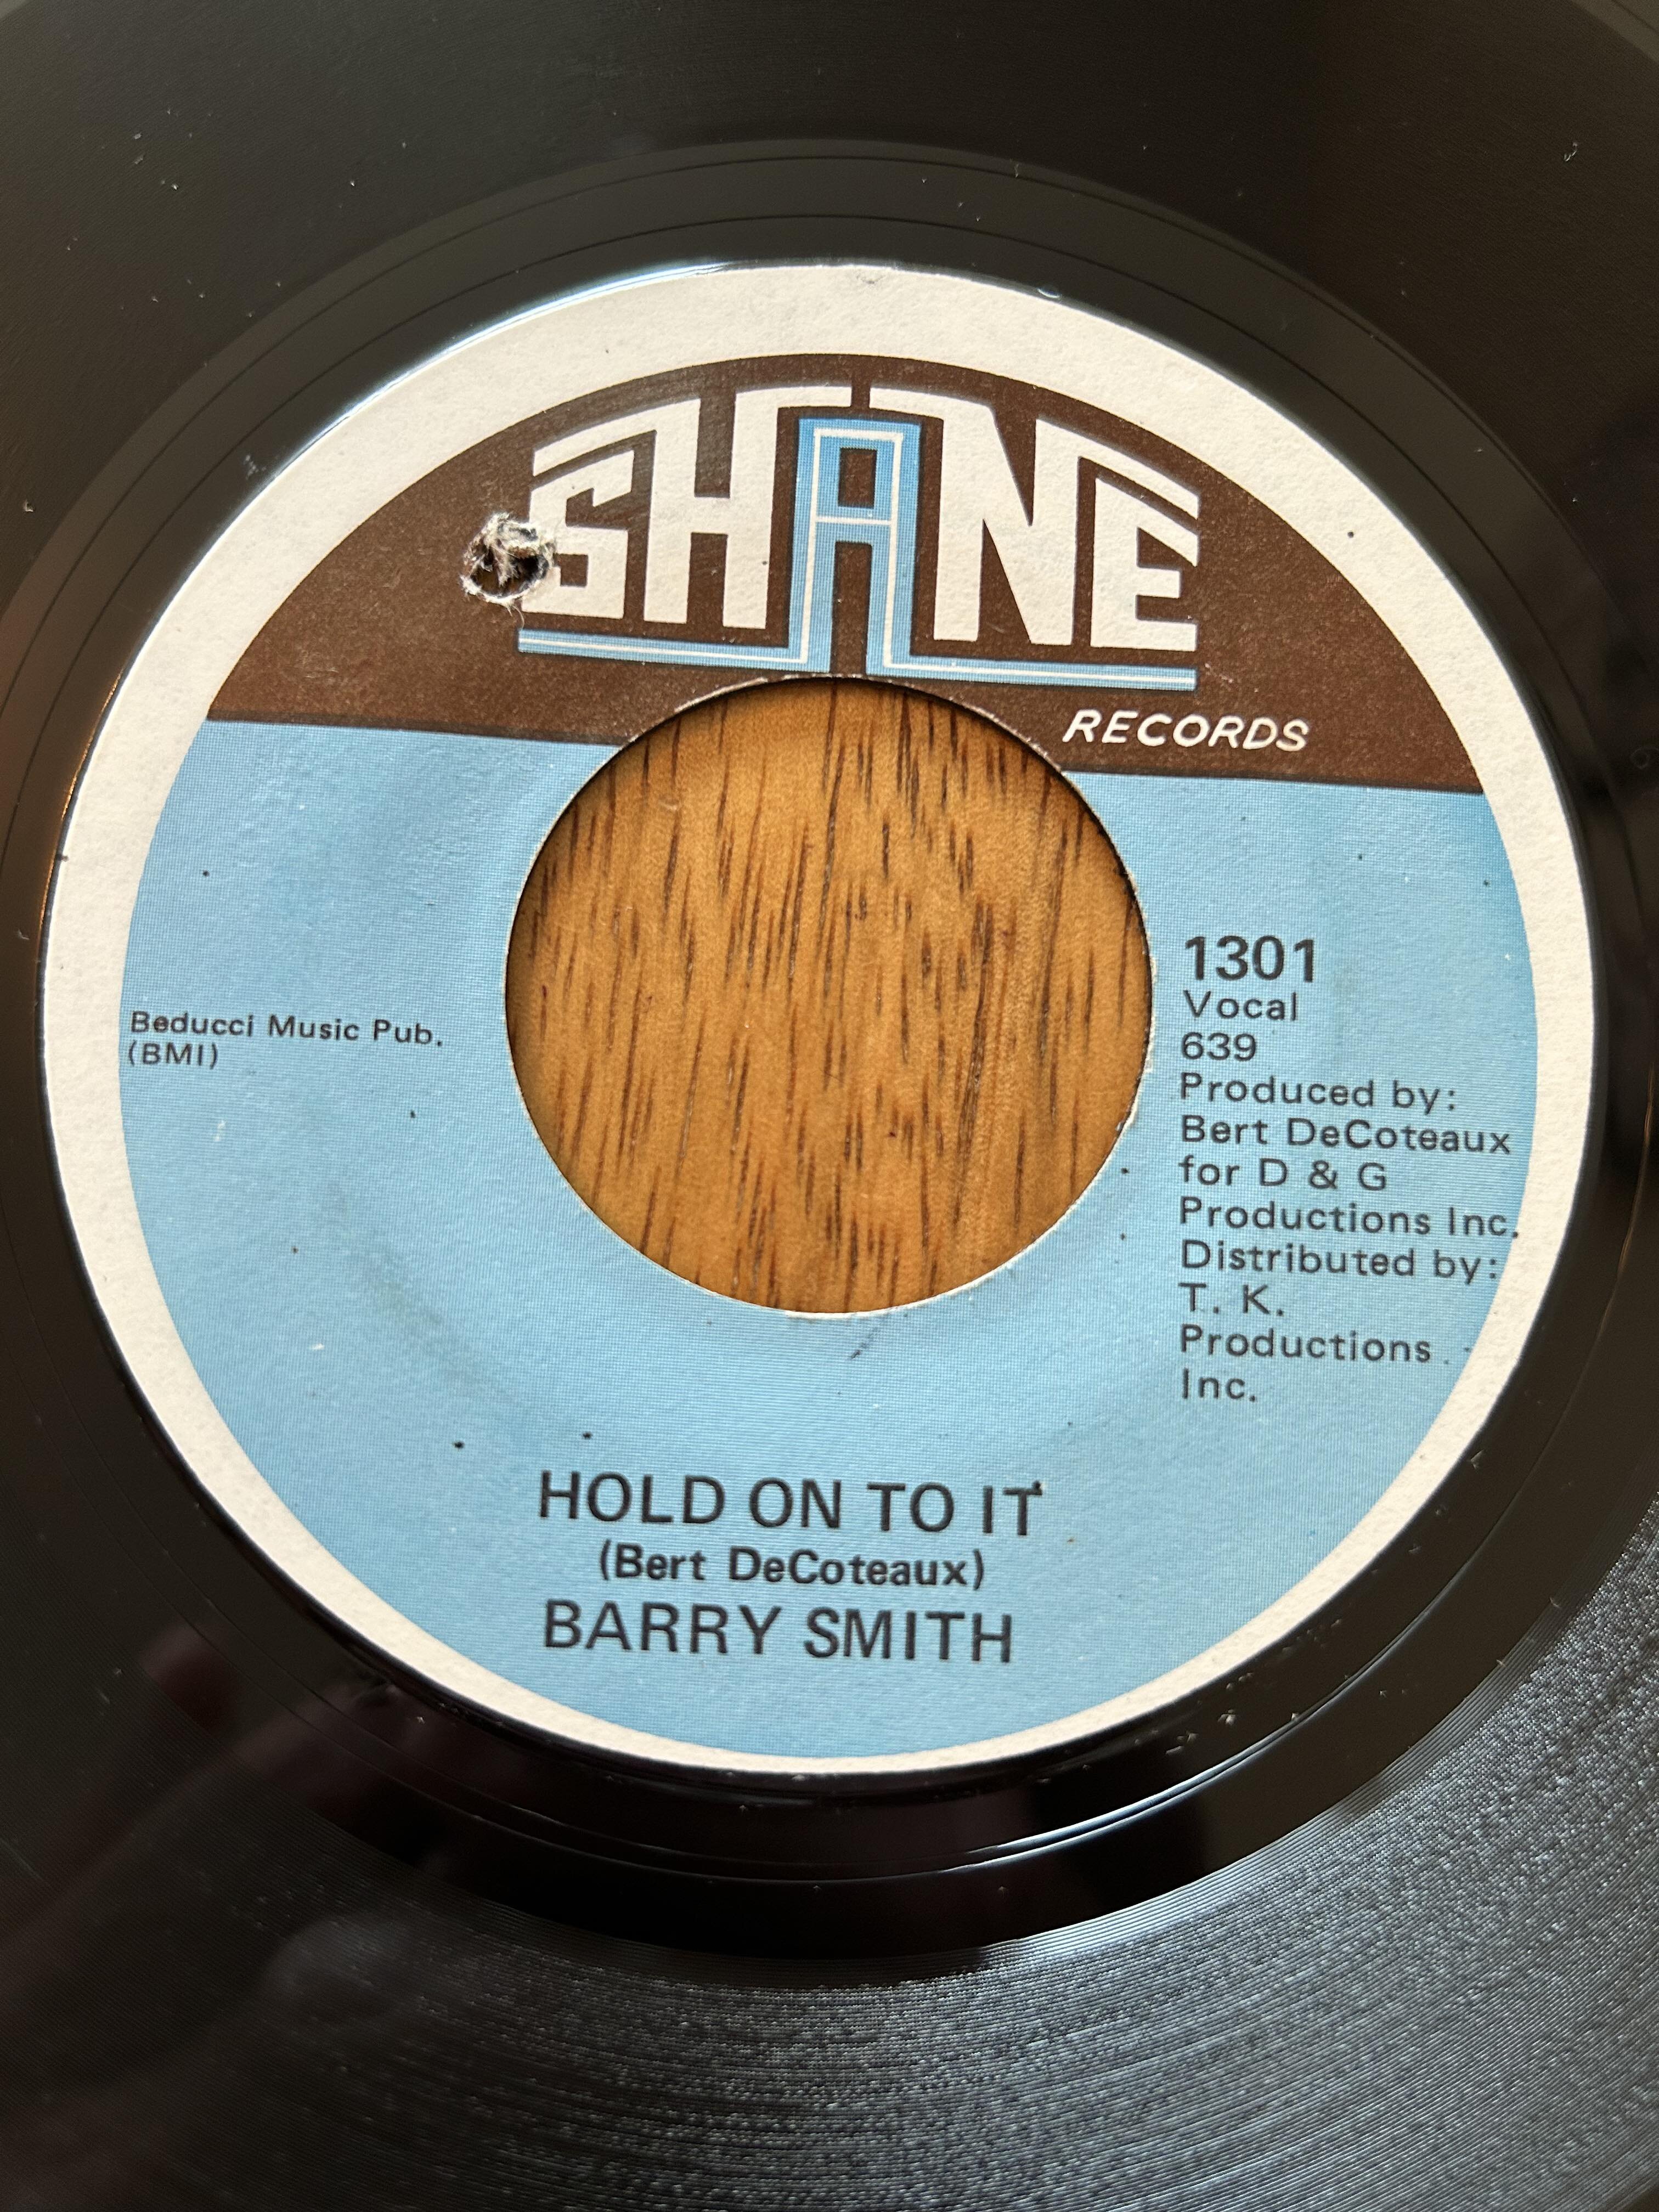 SHANE
RECORDS
Beducci Music Pub.
(BMI)
1301
Vocal
639
Produced by:
Bert DeCoteaux
for D & G
Productions Inc.
Distributed by:
T. K.
Productions
Inc.
HOLD ON TO IT
(Bert DeCoteaux)
BARRY SMITH